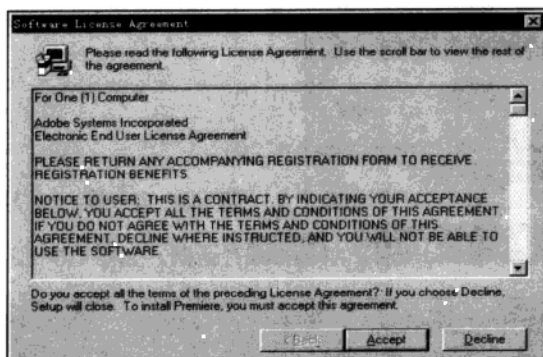 Software License Agreement
Please read the following License Agreement. Use the scroll bar to view the rest of
the agreement.
For One (1) Computer
Adobe Systems Incorporated
Electronic End User License Agreement
PLEASE RETURN ANY ACCOMPANYING REGISTRATION FORM TO RECEIVE
REGISTRATION BENEFITS
NOTICE TO USER: THIS IS A CONTRACT. BY INDICATING YOUR ACCEPTANCE
BELOW, YOU ACCEPT ALL THE TERMS AND CONDITIONS OF THIS AGREEMENT.
IF YOU DO NOT AGREE WITH THE TERMS AND CONDITIONS OF THIS
AGREEMENT, DECLINE WHERE INSTRUCTED, AND YOU WILL NOT BE ABLE TO
USE THE SOFTWARE.
Do you accept all the terms of the preceding License Agreement? If you choose Decline,
Setup will close. To install Premiere, you must accept this agreement.
< Back Accept Decline